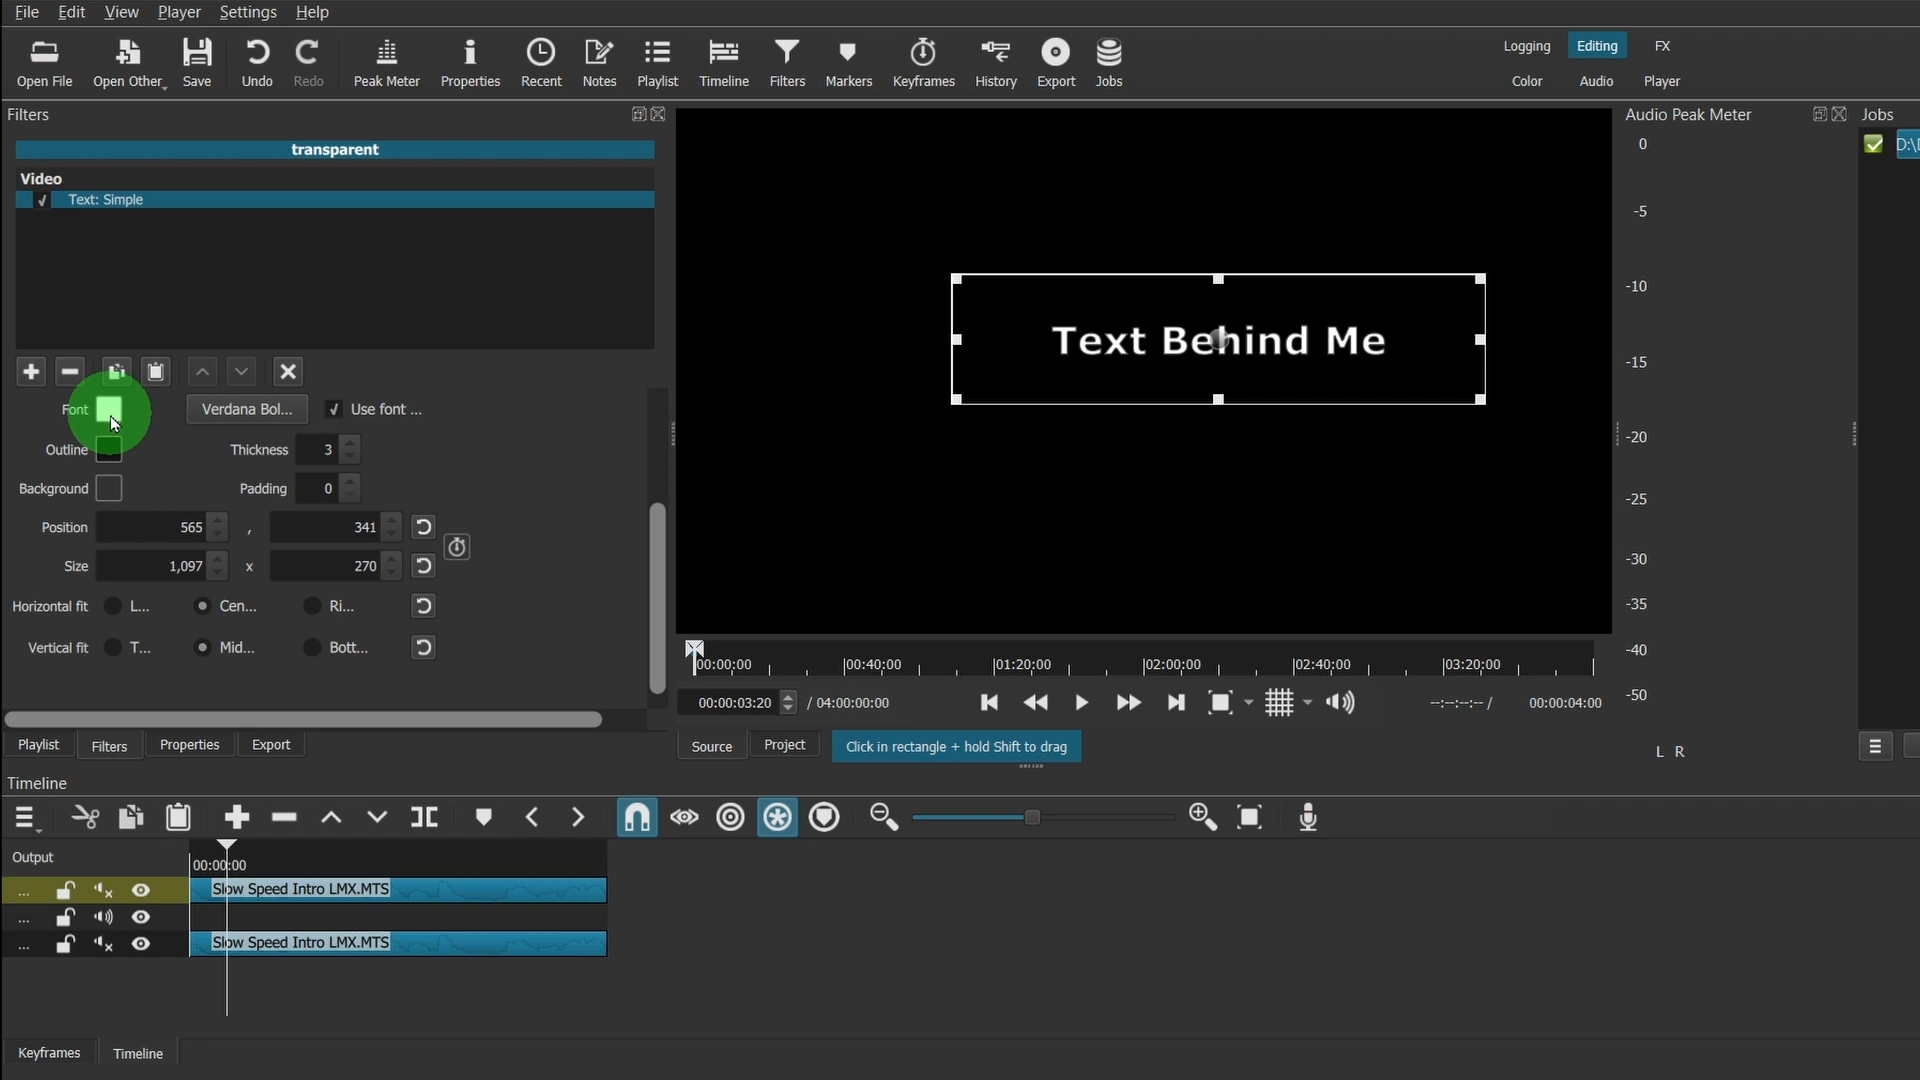 File Edit View Player Settings Help
Open File Open Other Save Undo Redo Peak Meter Properties Recent Notes Playlist Timeline Filters Markers Keyframes History Export Jobs
Logging Editing FX
Color Audio Player
Filters
transparent
Video
Text: Simple
Font Verdana Bol... Use font ...
Outline Thickness 3
Background Padding 0
Position 565 , 341
Size 1,097 x 270
Horizontal fit L... Cen... Ri...
Vertical fit T... Mid... Bott...
Playlist Filters Properties Export
Text Behind Me
00:00:00 00:40:00 01:20:00 02:00:00 02:40:00 03:20:00
00:00:03:20 / 04:00:00:00 --:--:--:-- / 00:00:04:00
Source Project Click in rectangle + hold Shift to drag
Audio Peak Meter
0
-5
-10
-15
-20
-25
-30
-35
-40
-50
L R
Jobs
D:\
Timeline
Output
00:00:00
... Slow Speed Intro LMX.MTS
...
... Slow Speed Intro LMX.MTS
Keyframes Timeline